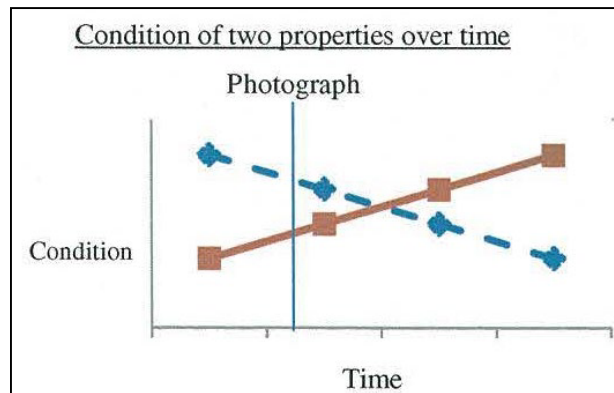 Condition of two properties over time
Photograph
Condition
Time